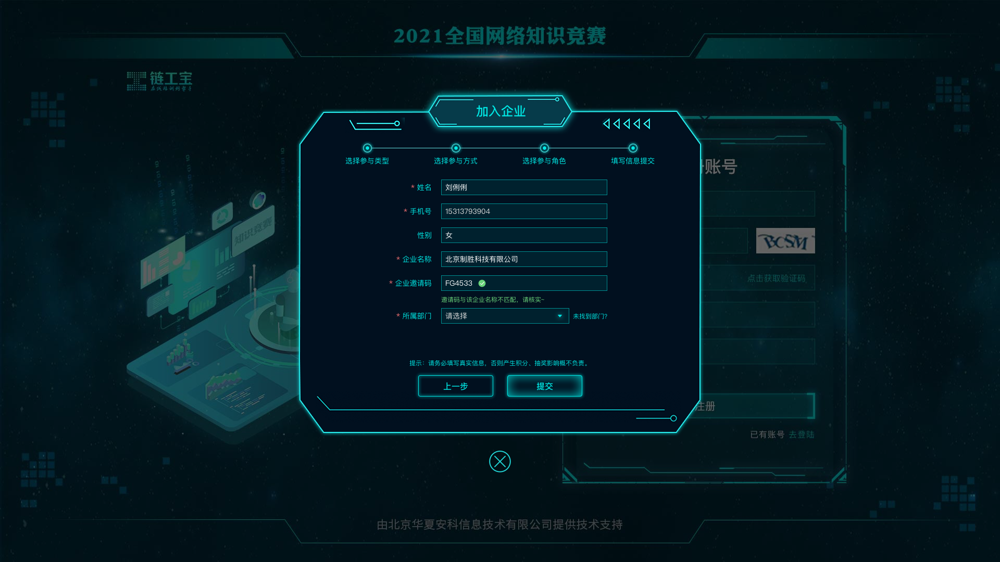 2021全国网络知识竞赛
链工宝
在线培训好帮手
加入企业
选择参与类型
选择参与方式
选择参与角色
填写信息提交
* 姓名
刘俐俐
* 手机号
15313793904
性别
女
* 企业名称
北京制胜科技有限公司
* 企业邀请码
FG4533
邀请码与该企业名称不匹配，请核实~
* 所属部门
请选择
未找到部门?
提示：请务必填写真实信息，否则产生积分、抽奖影响概不负责。
上一步
提交
账号
BCSM
点击获取验证码
注册
已有账号 去登陆
知识竞赛
由北京华夏安科信息技术有限公司提供技术支持